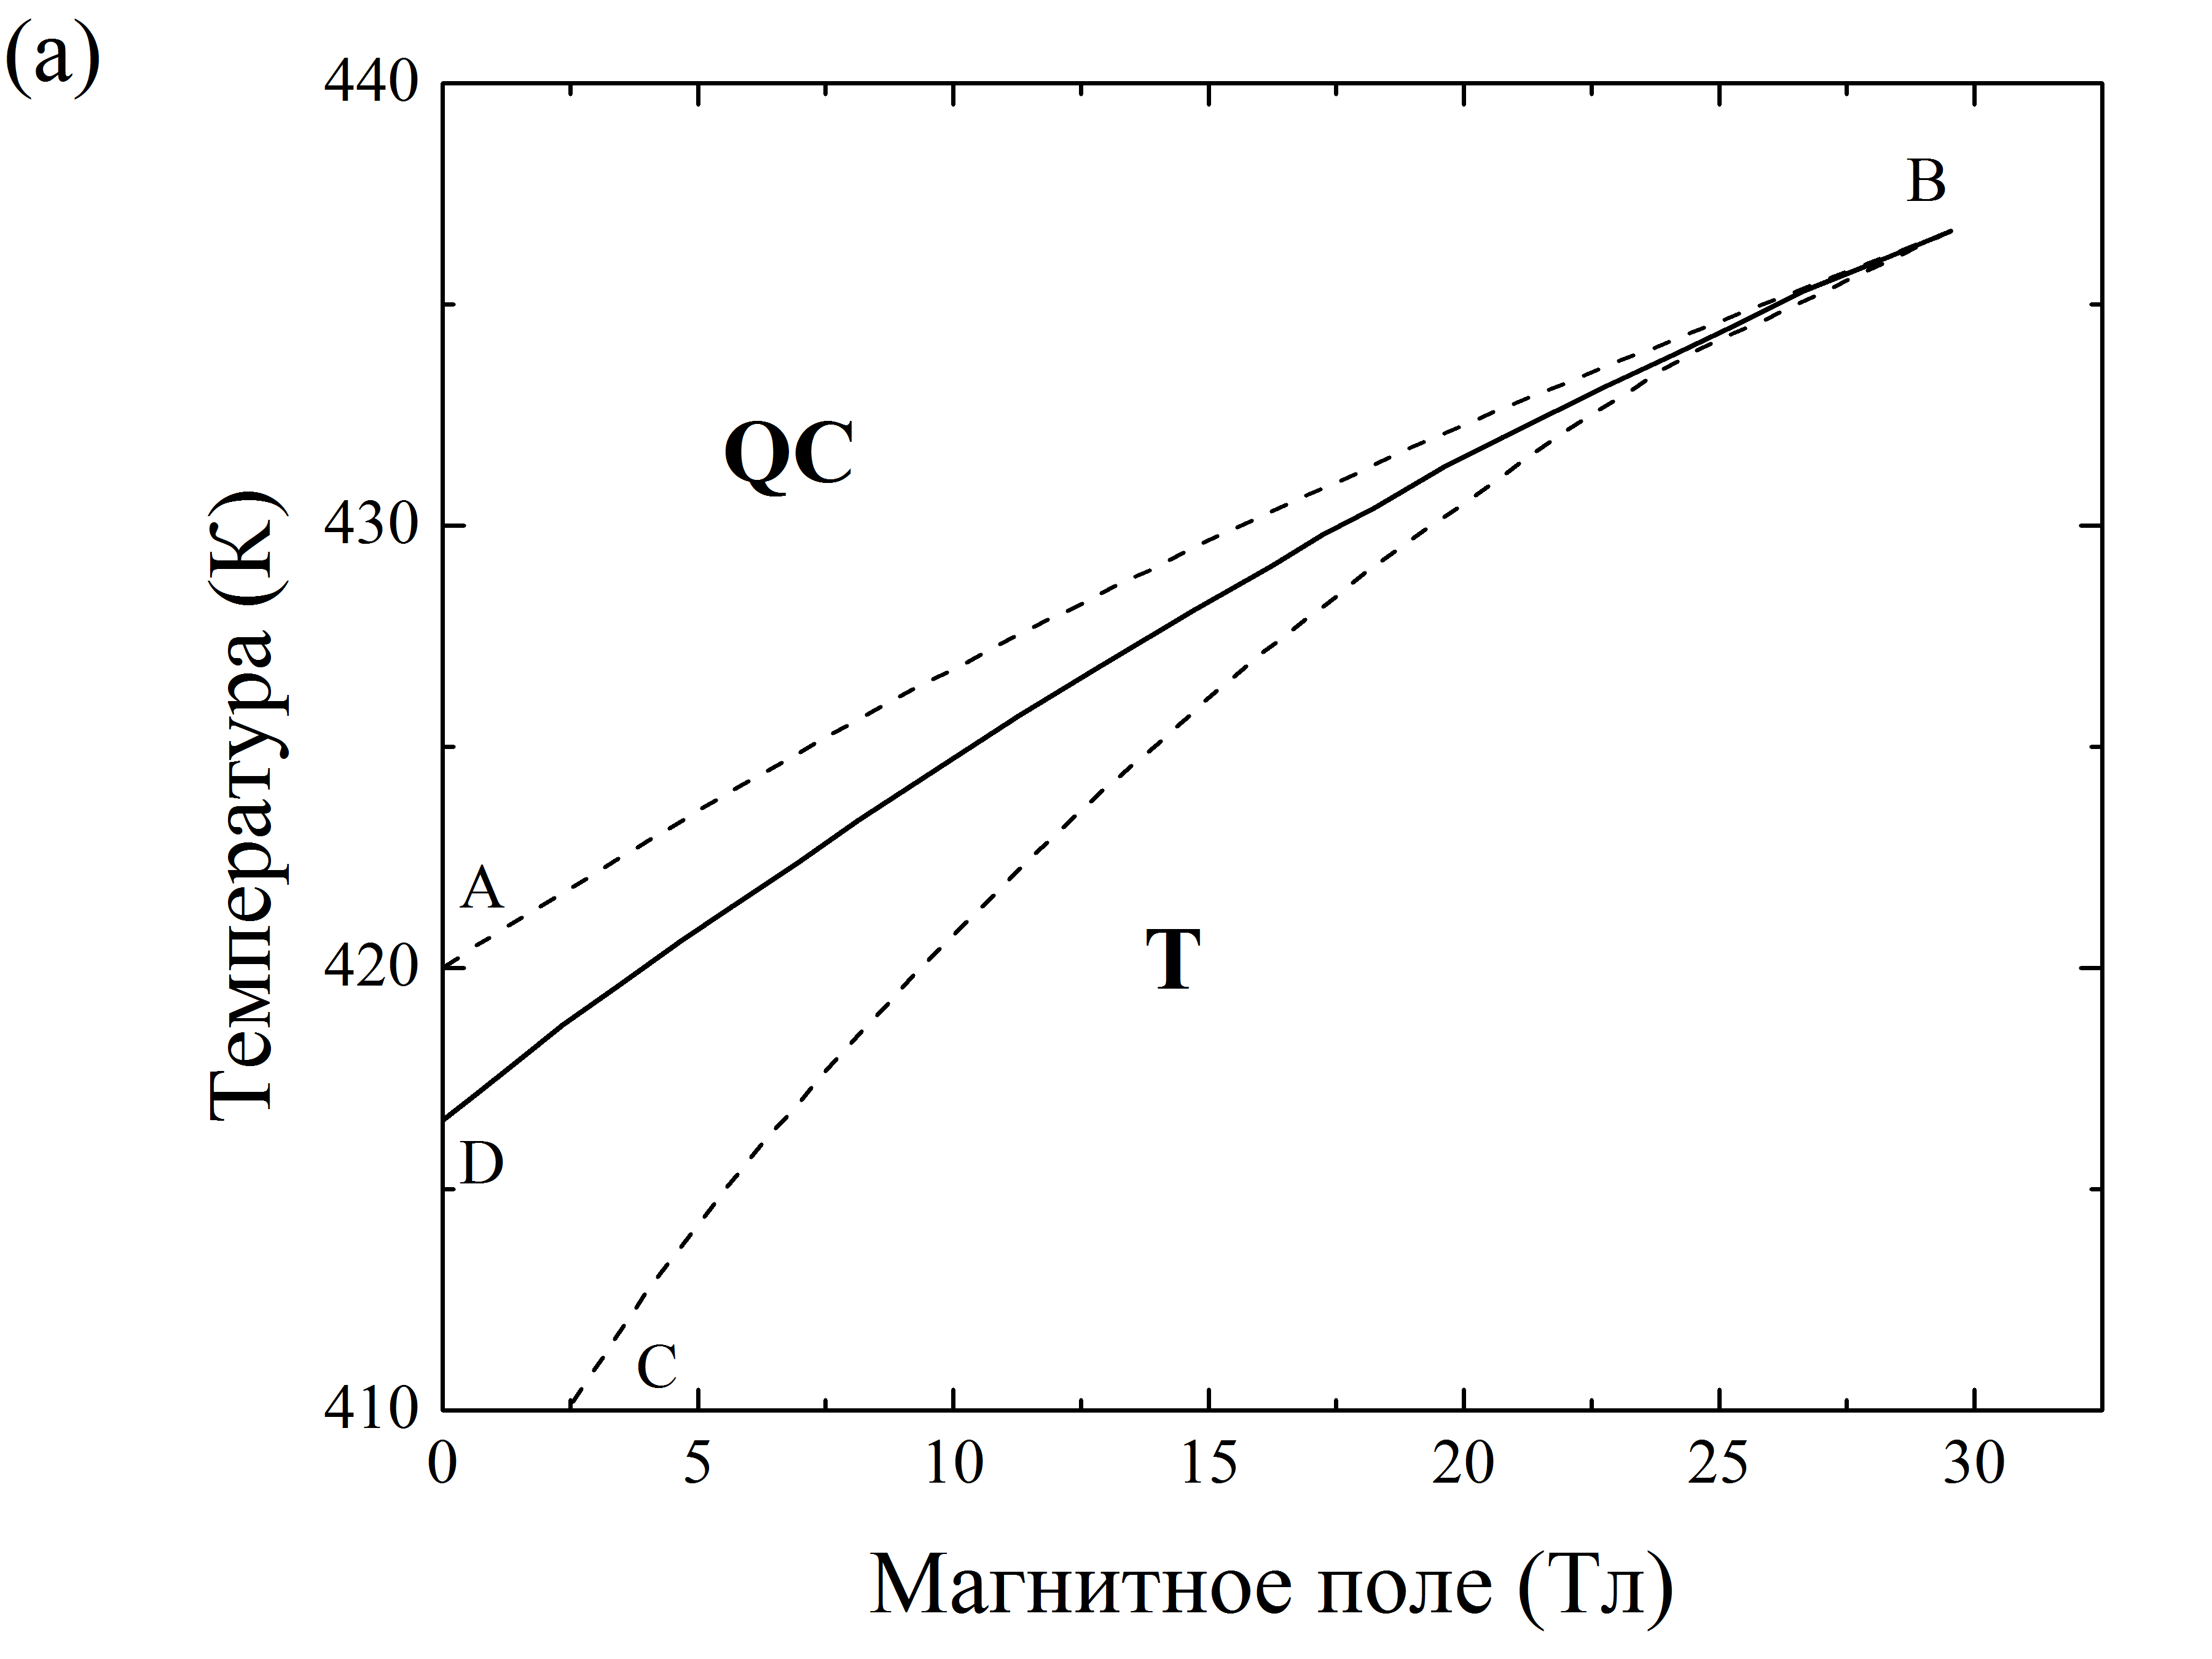 (а)
440
B
QC
430
Температура (К)
A
T
420
D
C
410
0 5 10 15 20 25 30
Магнитное поле (Тл)